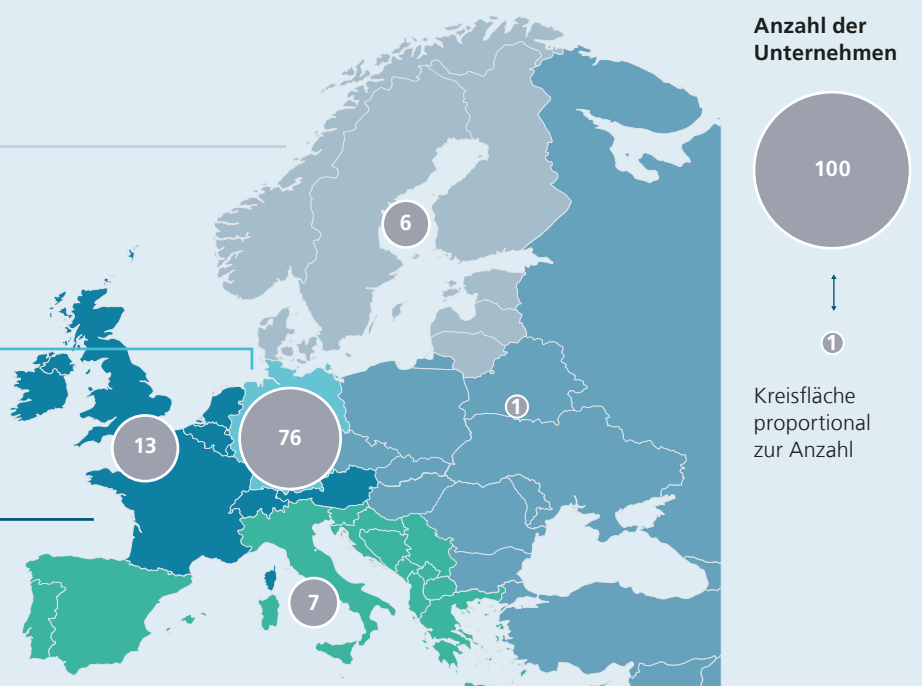 Anzahl der
Unternehmen
100
1
Kreisfläche
proportional
zur Anzahl
6
1
13
76
7